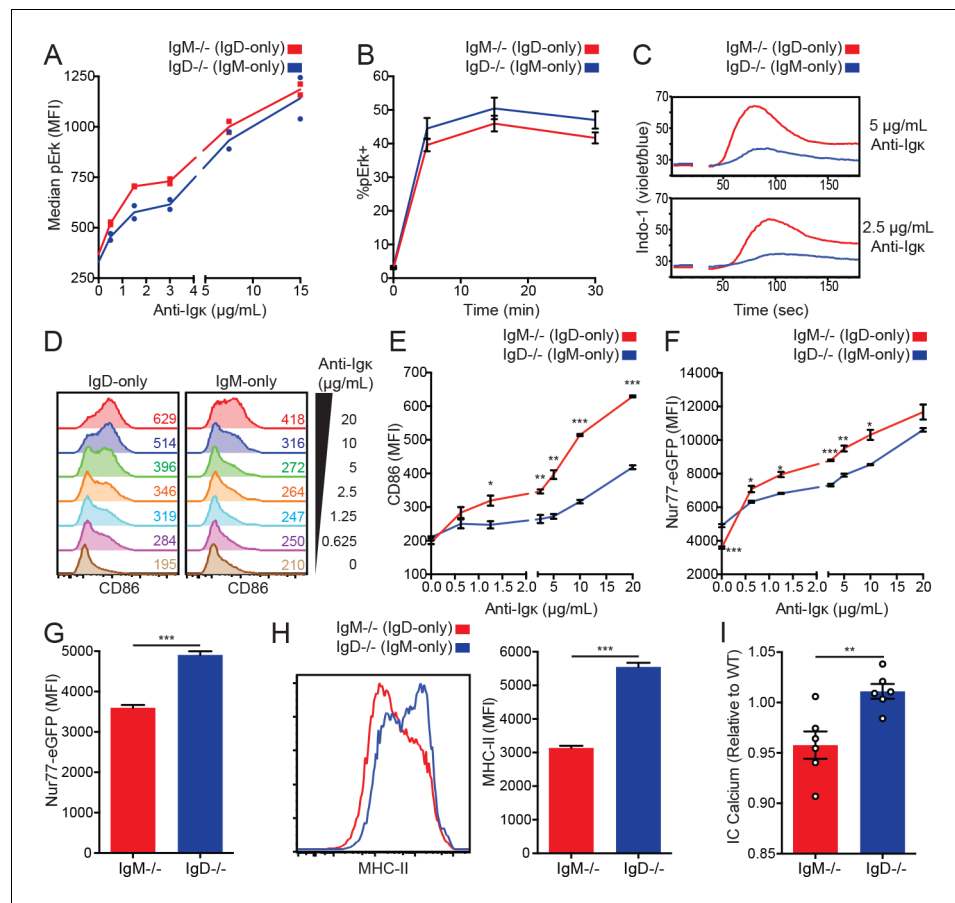 A
IgM-/- (IgD-only)
IgD-/- (IgM-only)
Median pErk (MFI)
1250
1000
750
500
250
0 1 2 3 4 5 10 15
Anti-Igκ (µg/mL)
B
IgM-/- (IgD-only)
IgD-/- (IgM-only)
%pErk+
60
50
40
30
20
10
0
0 10 20 30
Time (min)
C
IgM-/- (IgD-only)
IgD-/- (IgM-only)
Indo-1 (violet/blue)
70
50
30
50 100 150
5 µg/mL
Anti-Igκ
70
50
30
50 100 150
2.5 µg/mL
Anti-Igκ
Time (sec)
D
IgD-only
IgM-only
Anti-Igκ
(µg/mL)
629 418 20
514 316 10
396 272 5
346 264 2.5
319 247 1.25
284 250 0.625
195 210 0
CD86 CD86
E
IgM-/- (IgD-only)
IgD-/- (IgM-only)
CD86 (MFI)
700
600
500
400
300
200
100
* ** ** *** ***
0.0 0.5 1.0 1.5 2.0 5 10 20
Anti-Igκ (µg/mL)
F
IgM-/- (IgD-only)
IgD-/- (IgM-only)
Nur77-eGFP (MFI)
14000
12000
10000
8000
6000
4000
2000
*** * * *** ** *
0.0 0.5 1.0 1.5 2.0 5 10 20
Anti-Igκ (µg/mL)
G
Nur77-eGFP (MFI)
5000
4000
3000
2000
1000
0
***
IgM-/- IgD-/-
H
IgM-/- (IgD-only)
IgD-/- (IgM-only)
MHC-II
MHC-II (MFI)
6000
5000
4000
3000
2000
1000
0
***
IgM-/- IgD-/-
I
IC Calcium (Relative to WT)
1.05
1.00
0.95
0.90
0.85
**
IgM-/- IgD-/-